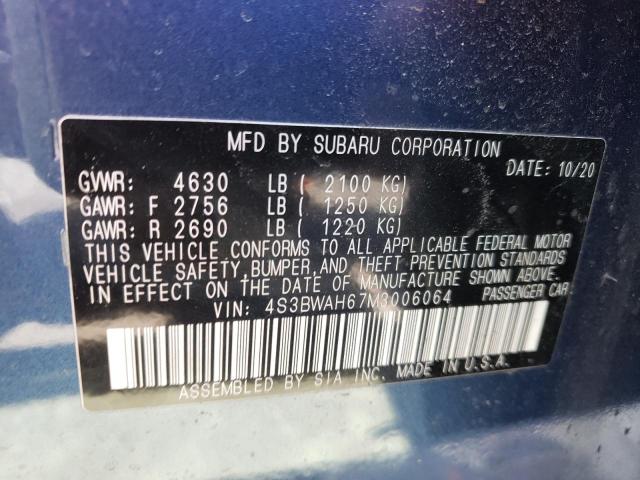 MFD BY SUBARU CORPORATION
DATE: 10/20
GVWR: 4630 LB ( 2100 KG)
GAWR: F 2756 LB ( 1250 KG)
GAWR: R 2690 LB ( 1220 KG)
THIS VEHICLE CONFORMS TO ALL APPLICABLE FEDERAL MOTOR
VEHICLE SAFETY, BUMPER, AND THEFT PREVENTION STANDARDS
IN EFFECT ON THE DATE OF MANUFACTURE SHOWN ABOVE.
VIN: 4S3BWAH67M3006064 PASSENGER CAR
ASSEMBLED BY SIA INC. MADE IN U.S.A.